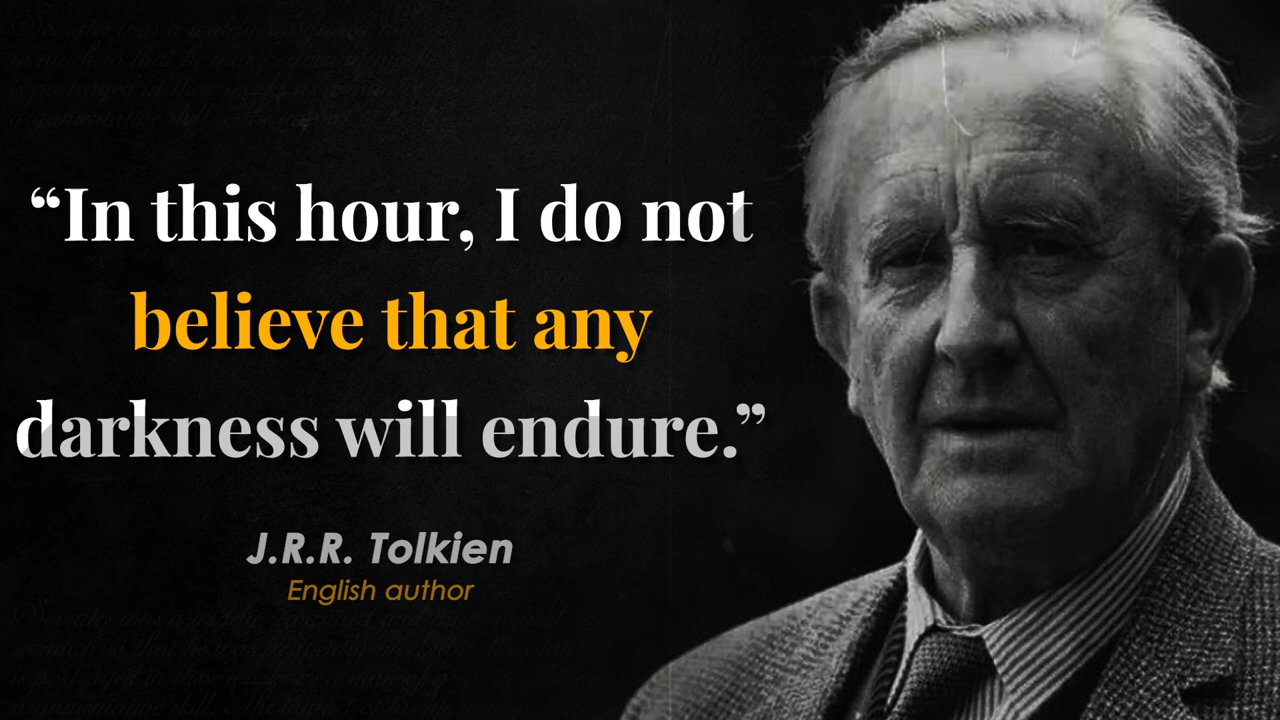 “In this hour, I do not
believe that any
darkness will endure.”
J.R.R. Tolkien
English author